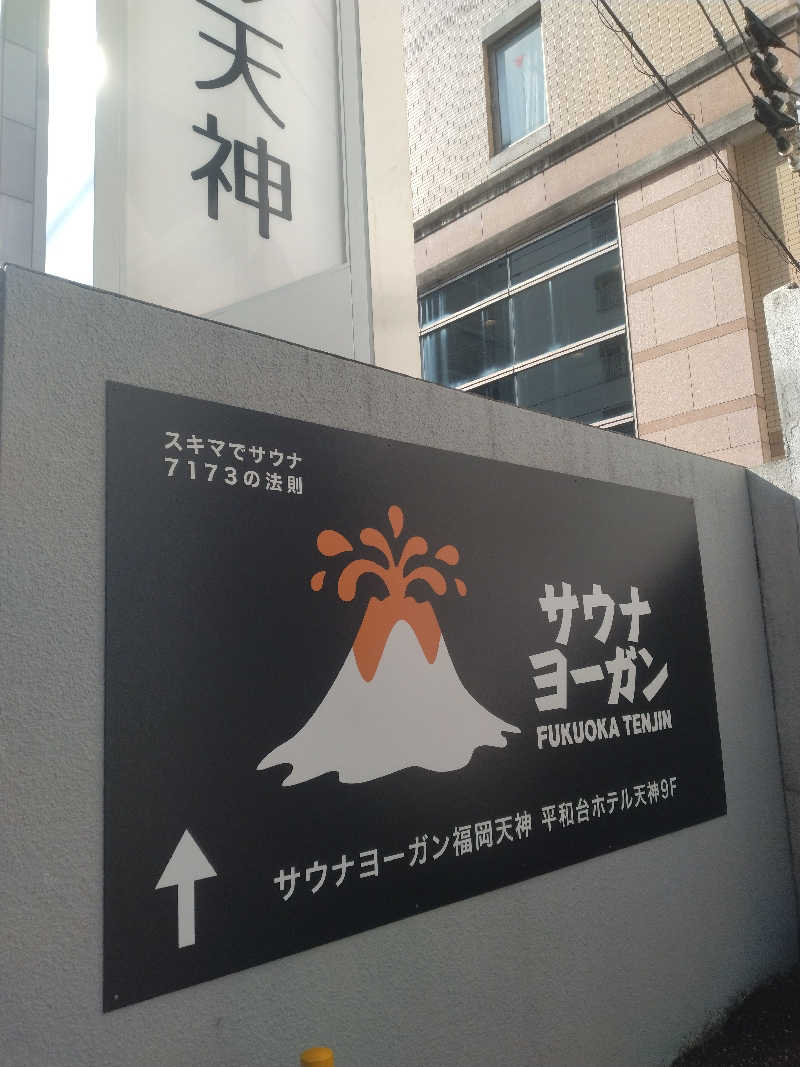 天神
スキマでサウナ
7173の法則
サウナ
ヨーガン
FUKUOKA TENJIN
サウナヨーガン福岡天神 平和台ホテル天神9F